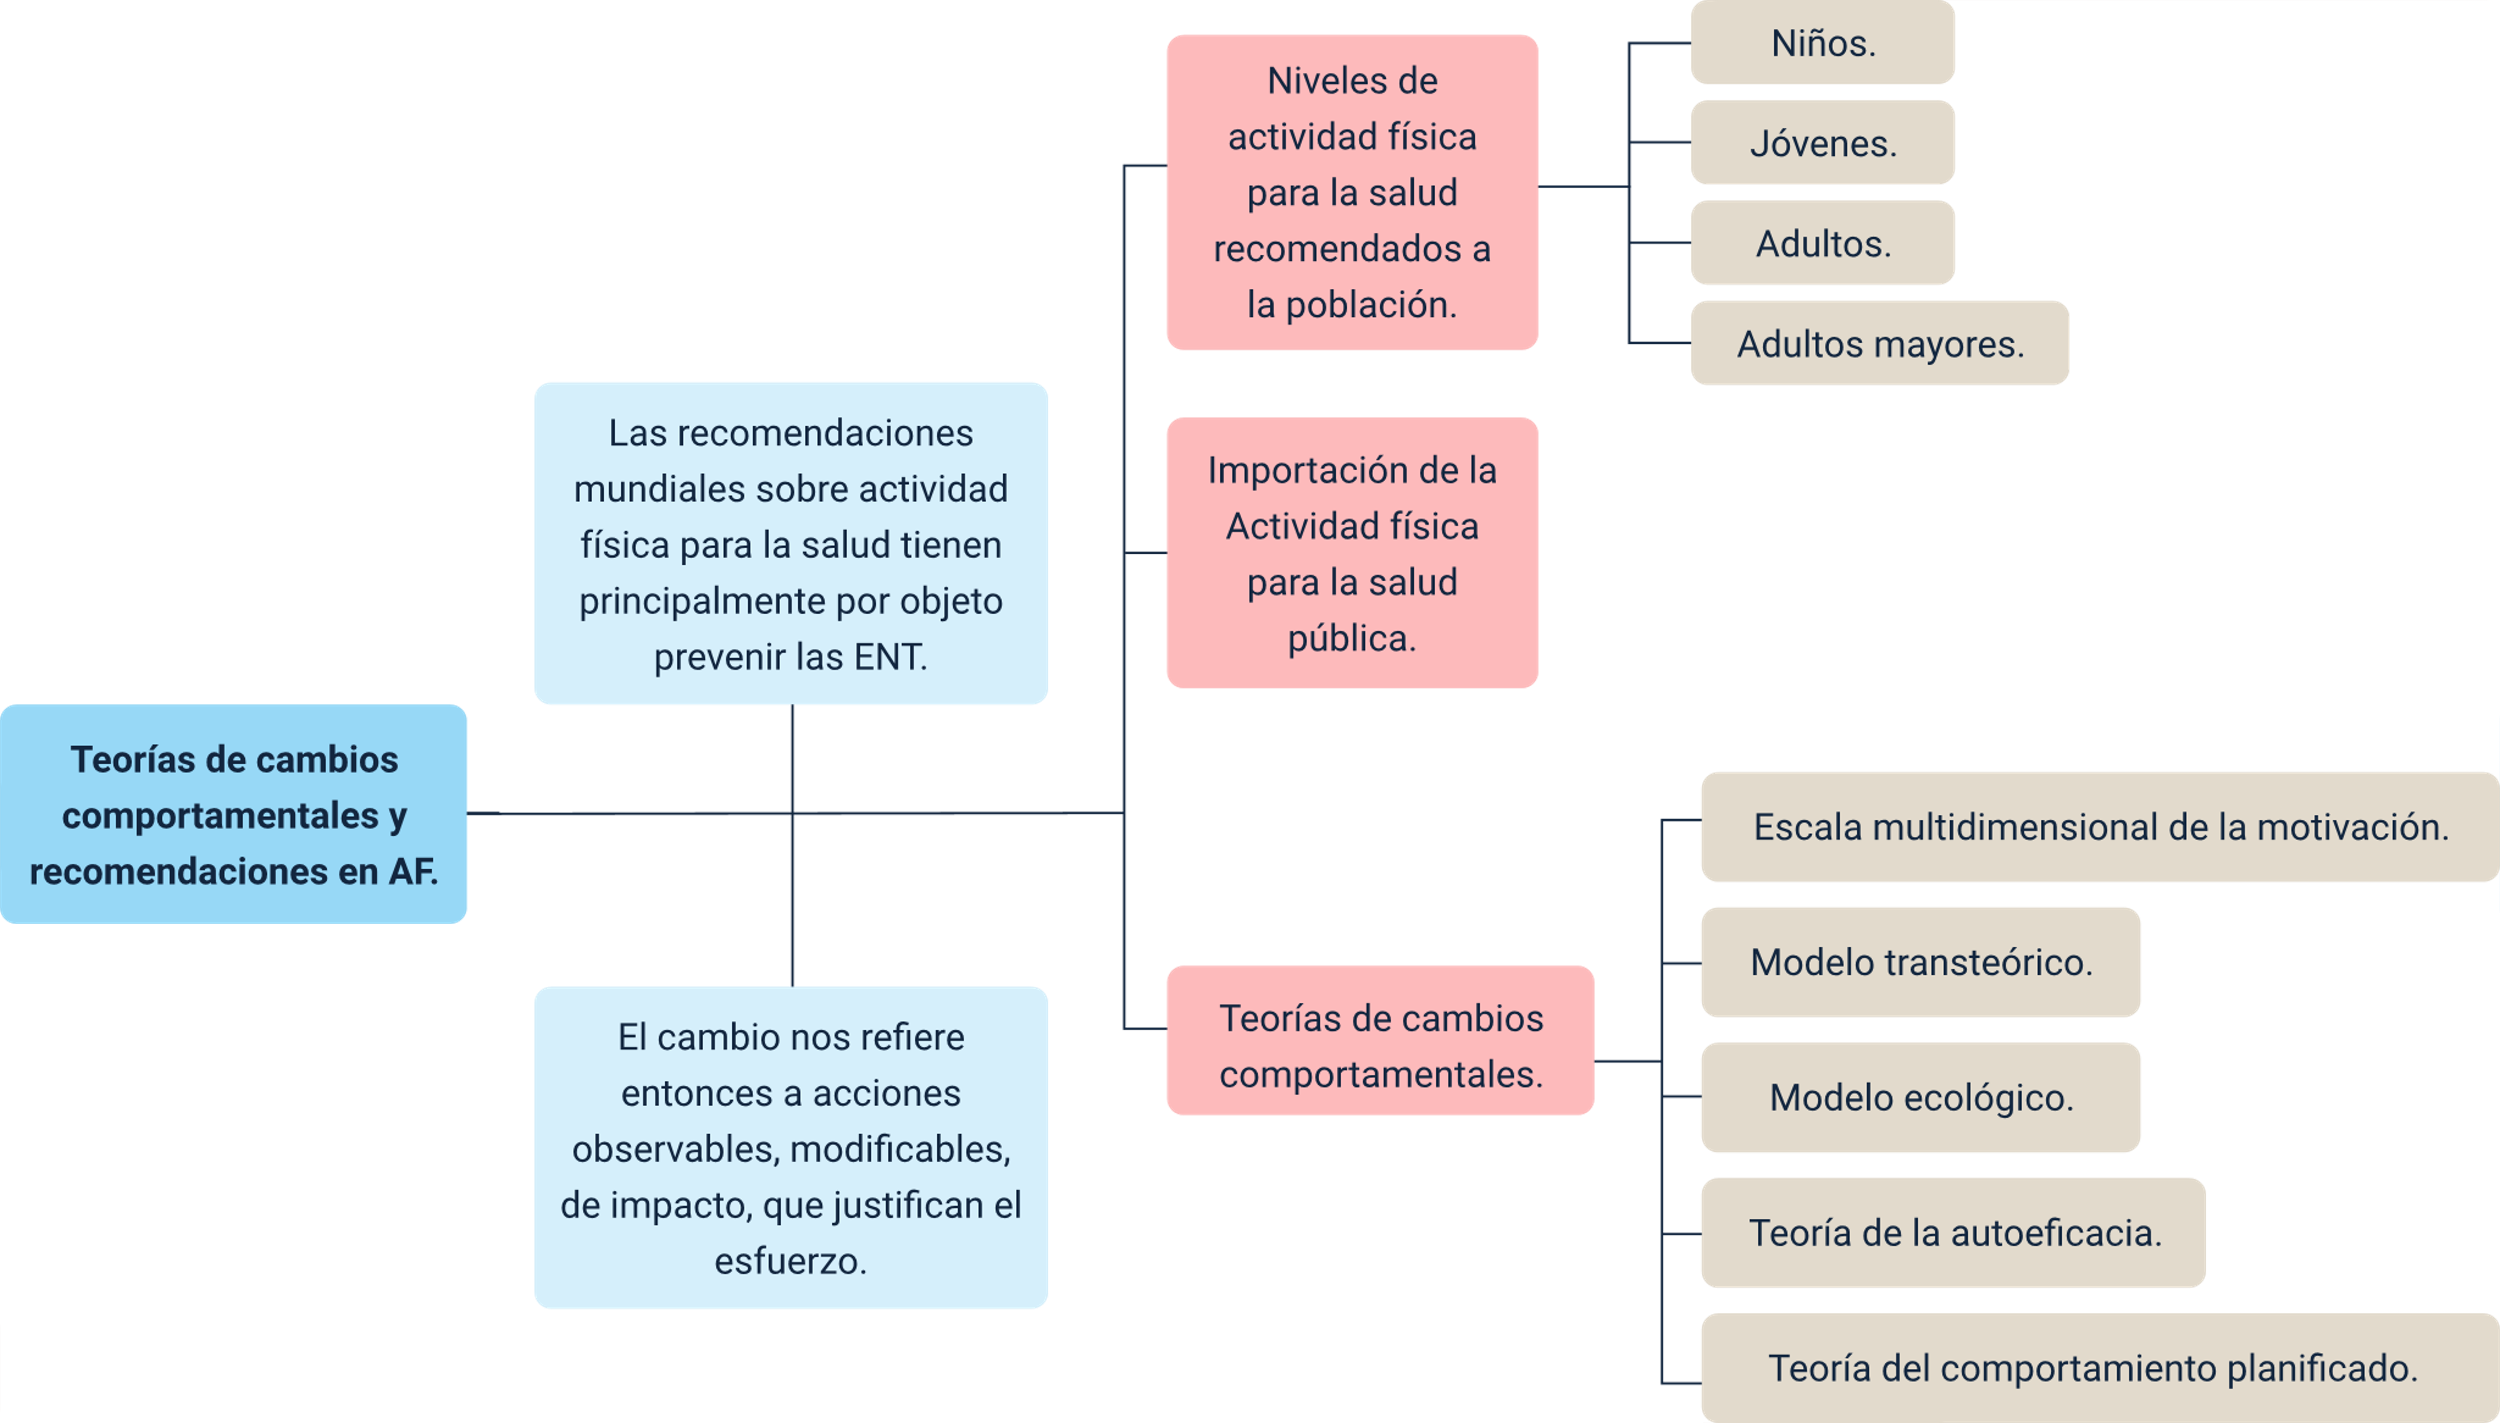 Teorías de cambios
comportamentales y
recomendaciones en AF.
Las recomendaciones
mundiales sobre actividad
física para la salud tienen
principalmente por objeto
prevenir las ENT.
El cambio nos refiere
entonces a acciones
observables, modificables,
de impacto, que justifican el
esfuerzo.
Niveles de
actividad física
para la salud
recomendados a
la población.
Niños.
Jóvenes.
Adultos.
Adultos mayores.
Importación de la
Actividad física
para la salud
pública.
Teorías de cambios
comportamentales.
Escala multidimensional de la motivación.
Modelo transteórico.
Modelo ecológico.
Teoría de la autoeficacia.
Teoría del comportamiento planificado.